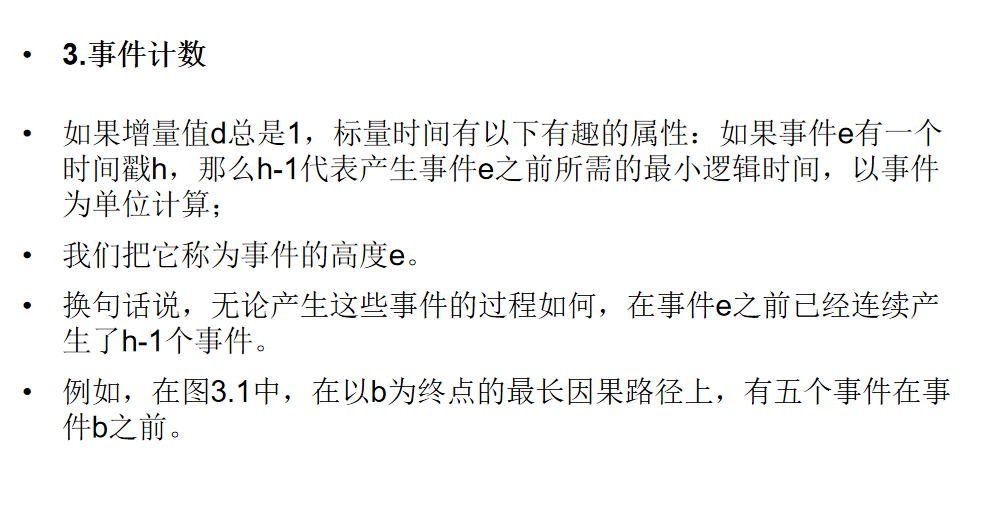 • 3.事件计数
• 如果增量值d总是1，标量时间有以下有趣的属性：如果事件e有一个
时间戳h，那么h-1代表产生事件e之前所需的最小逻辑时间，以事件
为单位计算；
• 我们把它称为事件的高度e。
• 换句话说，无论产生这些事件的过程如何，在事件e之前已经连续产
生了h-1个事件。
• 例如，在图3.1中，在以b为终点的最长因果路径上，有五个事件在事
件b之前。